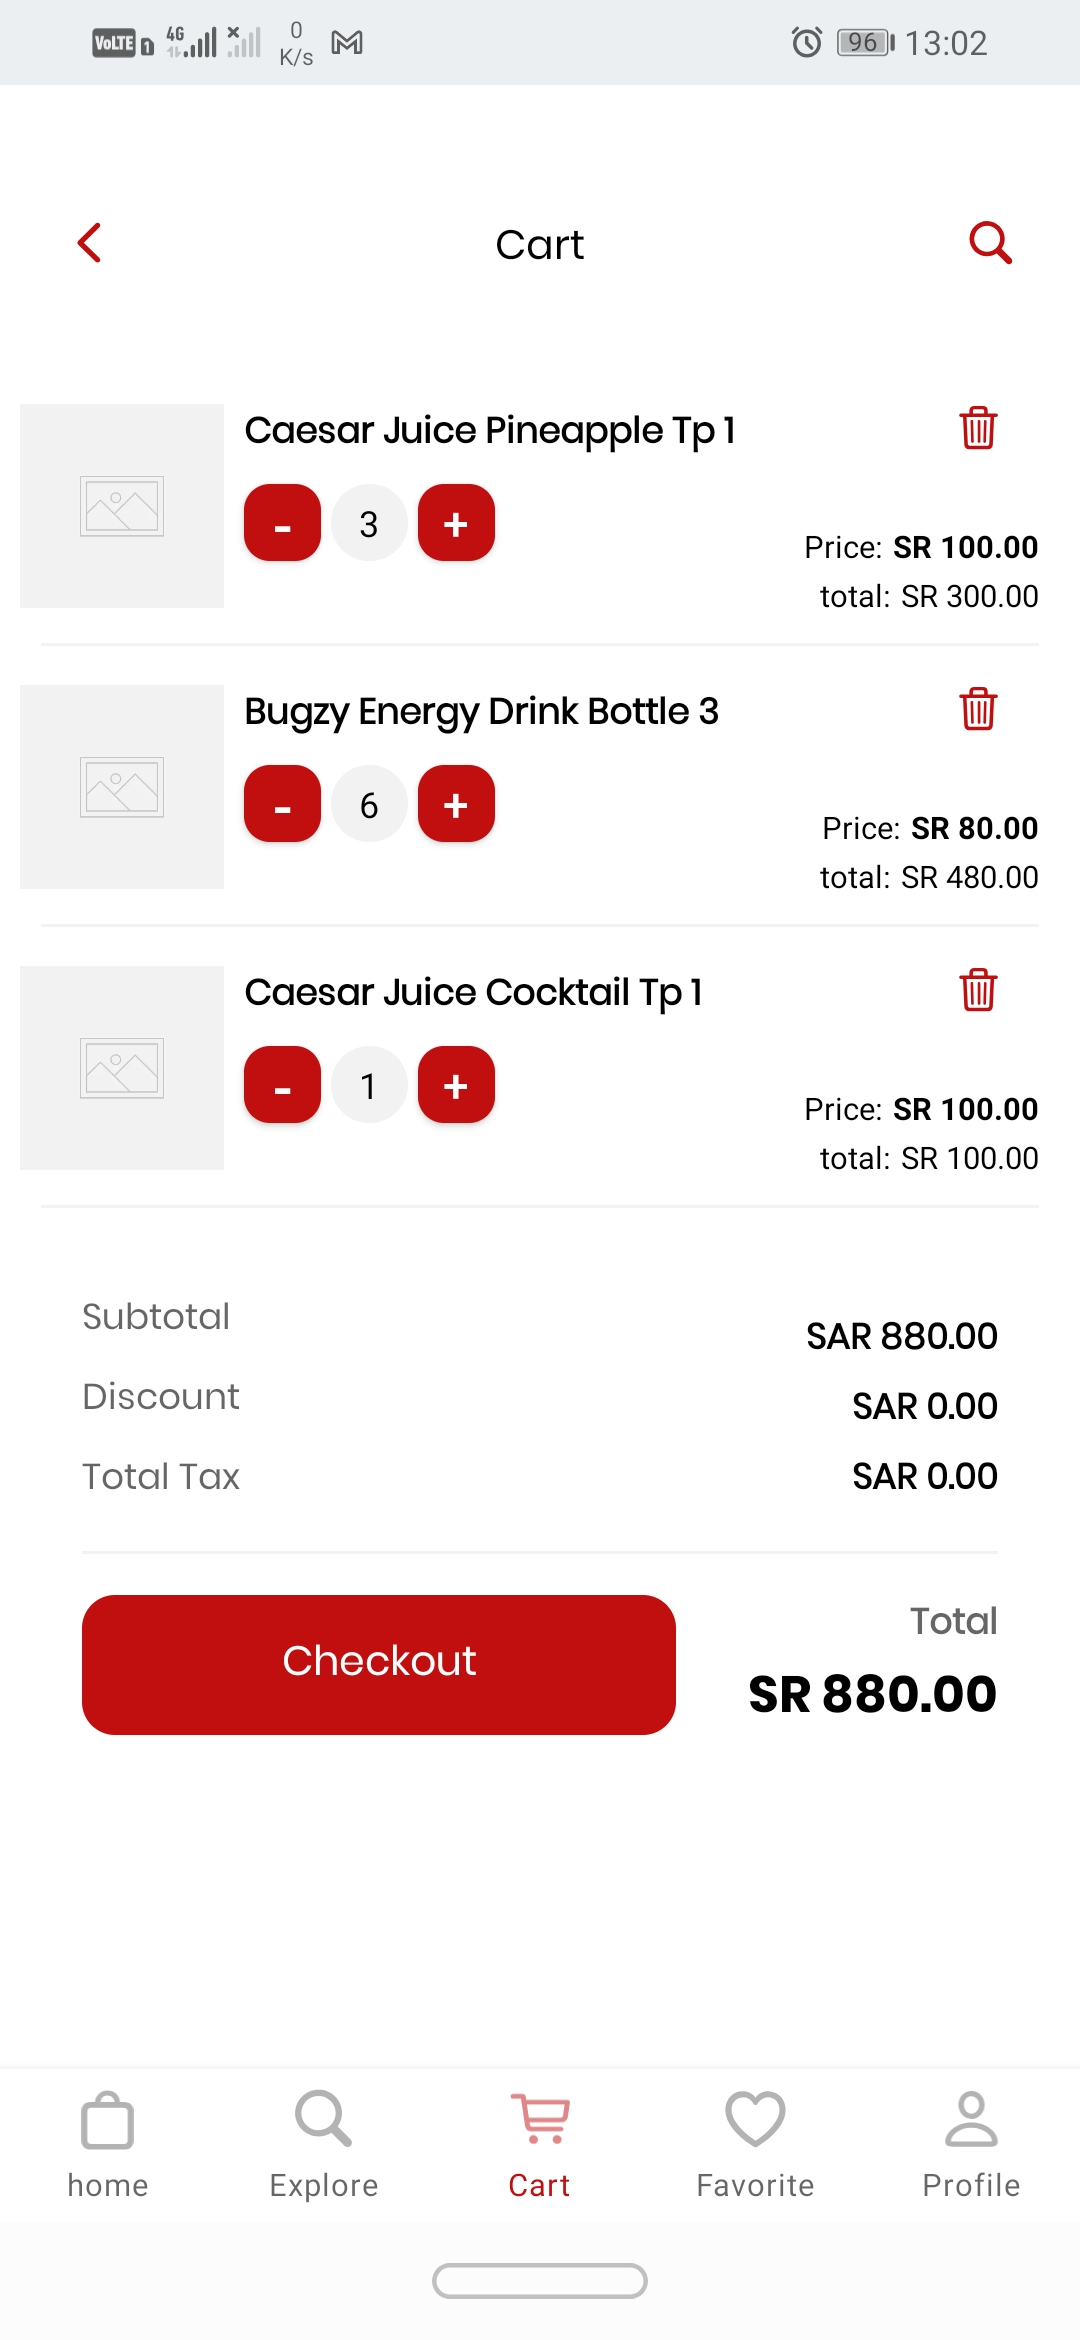 VoLTE 1 4G 0 K/s 96 13:02
Cart
Caesar Juice Pineapple Tp 1
- 3 +
Price: SR 100.00
total: SR 300.00
Bugzy Energy Drink Bottle 3
- 6 +
Price: SR 80.00
total: SR 480.00
Caesar Juice Cocktail Tp 1
- 1 +
Price: SR 100.00
total: SR 100.00
Subtotal SAR 880.00
Discount SAR 0.00
Total Tax SAR 0.00
Checkout
Total
SR 880.00
home Explore Cart Favorite Profile